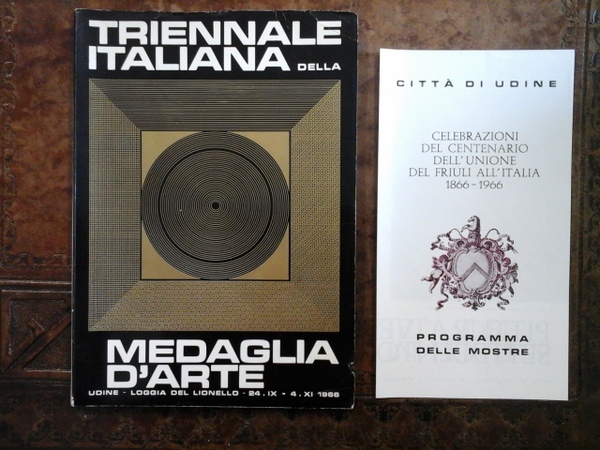 TRIENNALE
ITALIANA DELLA
MEDAGLIA
D'ARTE
UDINE - LOGGIA DEL LIONELLO - 24.IX - 4.XI 1966
CITTÀ DI UDINE
CELEBRAZIONI
DEL CENTENARIO
DELL'UNIONE
DEL FRIULI ALL'ITALIA
1866-1966
PROGRAMMA
DELLE MOSTRE